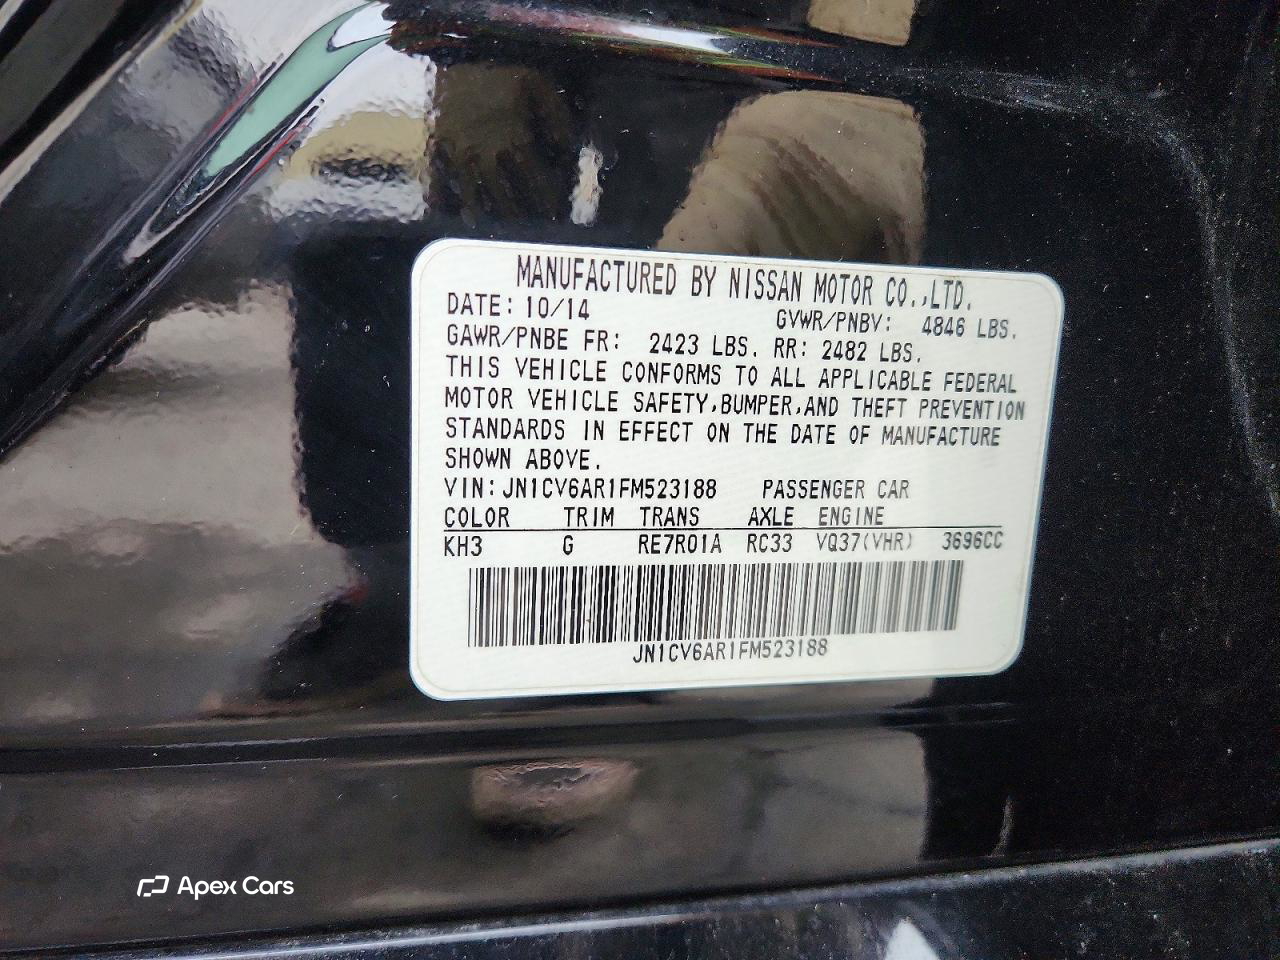 MANUFACTURED BY NISSAN MOTOR CO.,LTD.
DATE: 10/14 GVWR/PNBV: 4846 LBS.
GAWR/PNBE FR: 2423 LBS. RR: 2482 LBS.
THIS VEHICLE CONFORMS TO ALL APPLICABLE FEDERAL
MOTOR VEHICLE SAFETY,BUMPER,AND THEFT PREVENTION
STANDARDS IN EFFECT ON THE DATE OF MANUFACTURE
SHOWN ABOVE.
VIN: JN1CV6AR1FM523188 PASSENGER CAR
COLOR TRIM TRANS AXLE ENGINE
KH3 G RE7R01A RC33 VQ37(VHR) 3696CC
JN1CV6AR1FM523188
Apex Cars